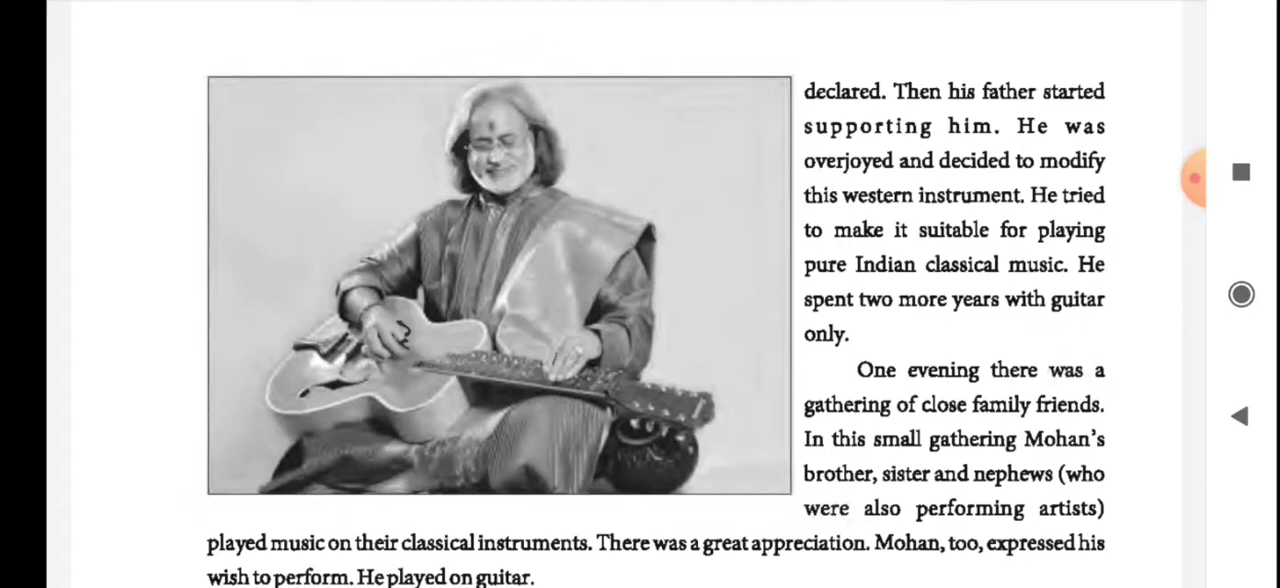 declared. Then his father started
supporting him. He was
overjoyed and decided to modify
this western instrument. He tried
to make it suitable for playing
pure Indian classical music. He
spent two more years with guitar
only.
One evening there was a
gathering of close family friends.
In this small gathering Mohan's
brother, sister and nephews (who
were also performing artists)
played music on their classical instruments. There was a great appreciation. Mohan, too, expressed his
wish to perform. He played on guitar.